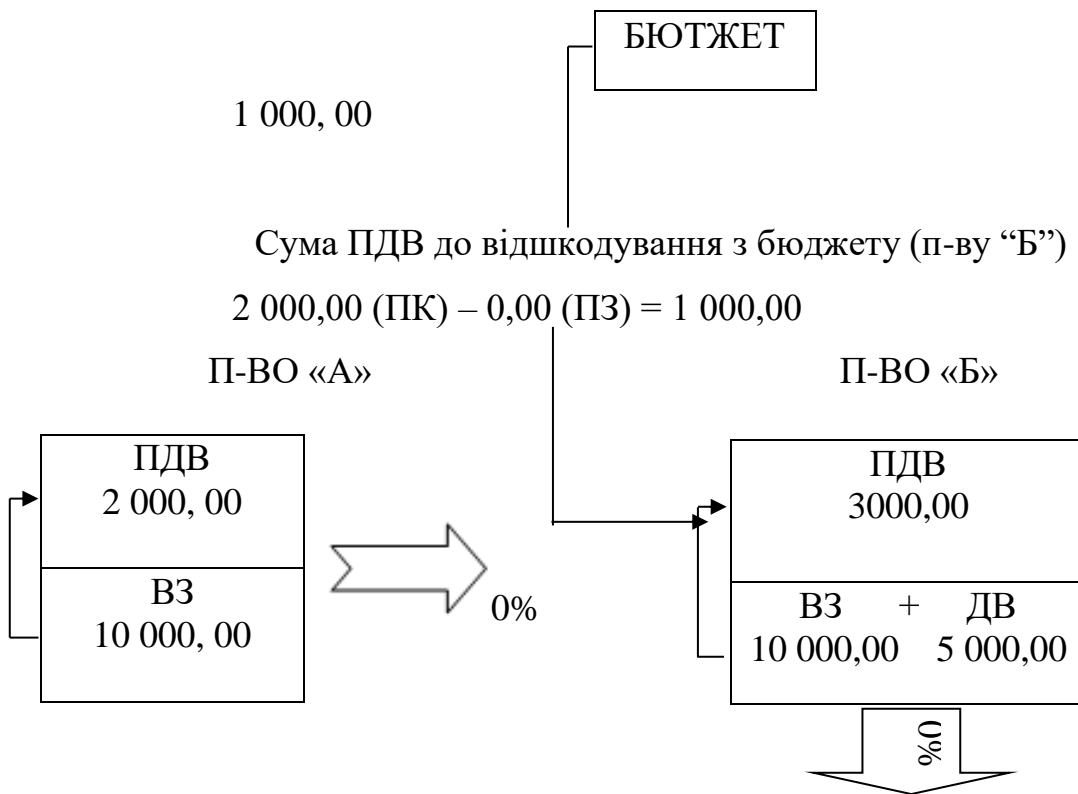 БЮТЖЕТ
1 000, 00
Сума ПДВ до відшкодування з бюджету (п-ву “Б”)
2 000,00 (ПК) – 0,00 (ПЗ) = 1 000,00
П-ВО «А»
П-ВО «Б»
ПДВ
2 000, 00
ВЗ
10 000, 00
0%
ПДВ
3000,00
ВЗ + ДВ
10 000,00 5 000,00
0%